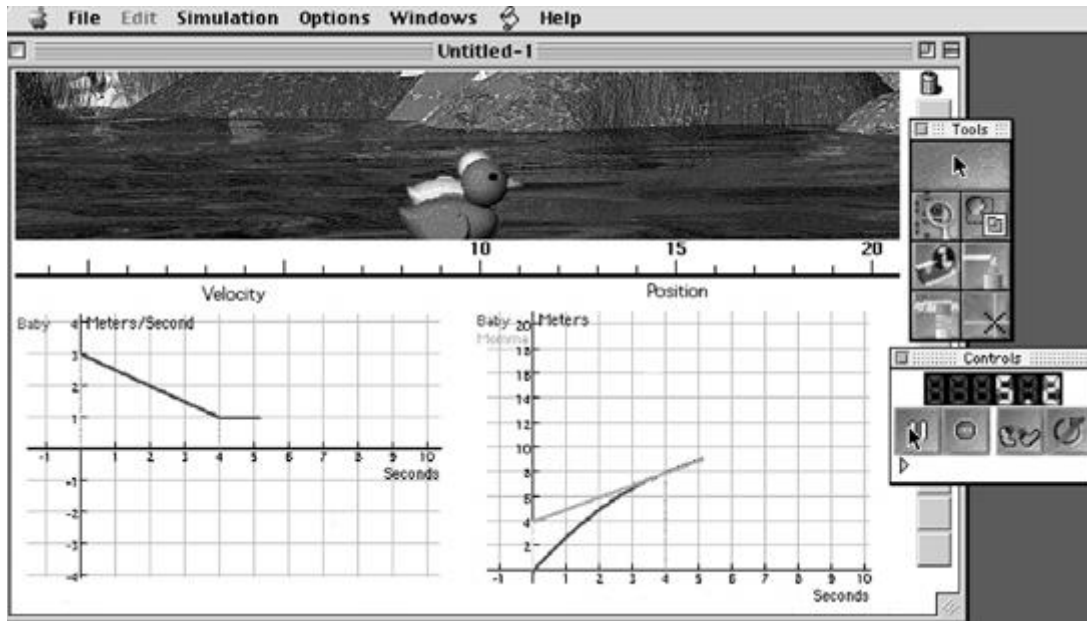 File Edit Simulation Options Windows Help
Untitled-1
Tools
10 15 20
Velocity
Position
Baby
Meters/Second
4
3
2
1
-1 1 2 3 4 5 6 7 8 9 10
Seconds
-1
-2
-3
-4
Baby
Momma
Meters
20
18
16
14
12
10
8
6
4
2
-1 1 2 3 4 5 6 7 8 9 10
Seconds
Controls